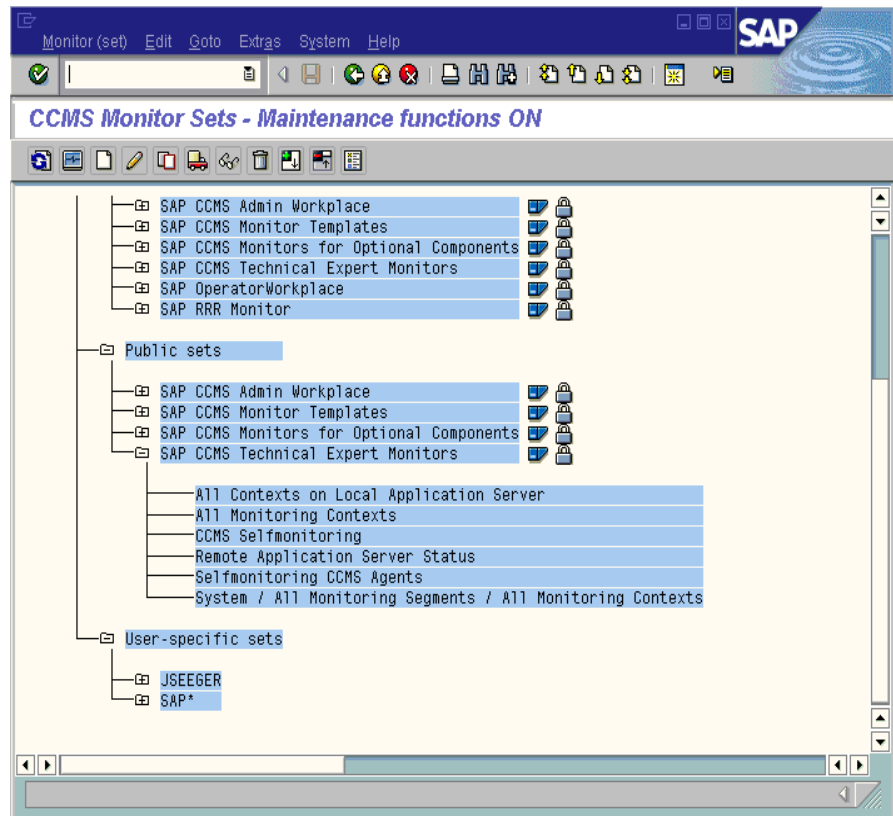 Monitor (set) Edit Goto Extras System Help
SAP
CCMS Monitor Sets - Maintenance functions ON
SAP CCMS Admin Workplace
SAP CCMS Monitor Templates
SAP CCMS Monitors for Optional Components
SAP CCMS Technical Expert Monitors
SAP OperatorWorkplace
SAP RRR Monitor
Public sets
SAP CCMS Admin Workplace
SAP CCMS Monitor Templates
SAP CCMS Monitors for Optional Components
SAP CCMS Technical Expert Monitors
All Contexts on Local Application Server
All Monitoring Contexts
CCMS Selfmonitoring
Remote Application Server Status
Selfmonitoring CCMS Agents
System / All Monitoring Segments / All Monitoring Contexts
User-specific sets
JSEEGER
SAP*